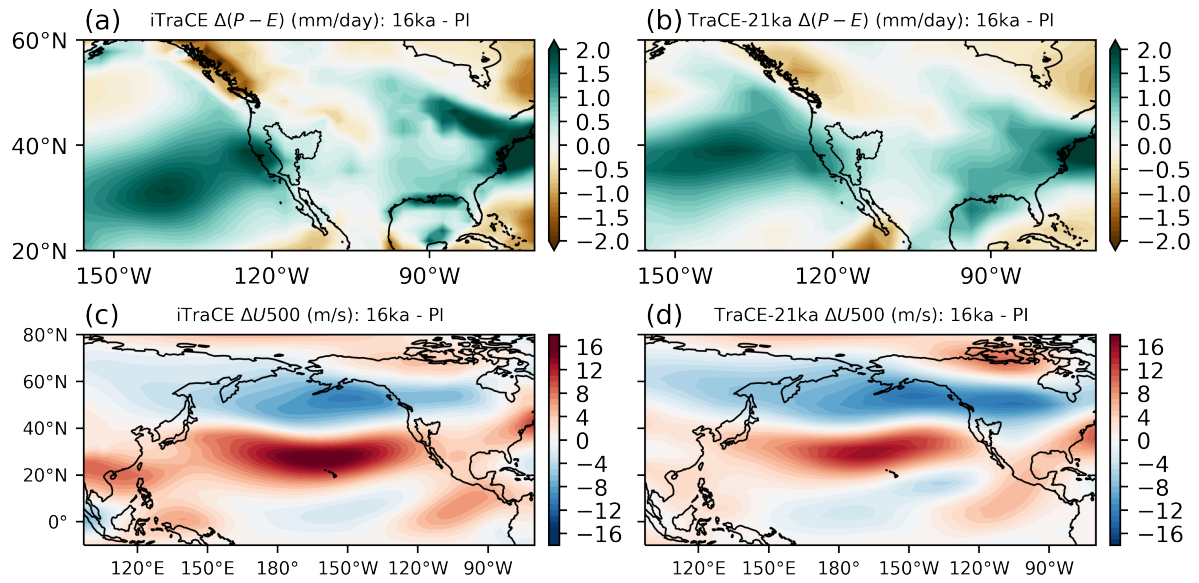 (a) iTraCE Δ(P − E) (mm/day): 16ka - PI
60°N
40°N
20°N
150°W 120°W 90°W
2.0
1.5
1.0
0.5
0.0
−0.5
−1.0
−1.5
−2.0
(b) TraCE-21ka Δ(P − E) (mm/day): 16ka - PI
150°W 120°W 90°W
2.0
1.5
1.0
0.5
0.0
−0.5
−1.0
−1.5
−2.0
(c) iTraCE ΔU500 (m/s): 16ka - PI
80°N
60°N
40°N
20°N
0°
120°E 150°E 180° 150°W 120°W 90°W
16
12
8
4
0
−4
−8
−12
−16
(d) TraCE-21ka ΔU500 (m/s): 16ka - PI
120°E 150°E 180° 150°W 120°W 90°W
16
12
8
4
0
−4
−8
−12
−16